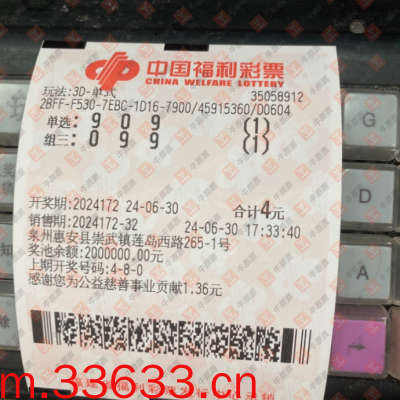 中国福利彩票
CHINA WELFARE LOTTERY
玩法:3D-单式 35058912
2BFF-F530-7EBC-1D16-7900/45915360/D0604
单选: 9 0 9 (1)
组三: 0 9 9 (1)
开奖期:2024172 24-06-30 合计4元
销售期:2024172-32 24-06-30 17:33:40
泉州惠安县崇武镇莲岛西路265-1号
奖池余额:2000000.00元
上期开奖号码:4-8-0
感谢您为公益慈善事业贡献1.36元
m.33633.cn
G
D
A